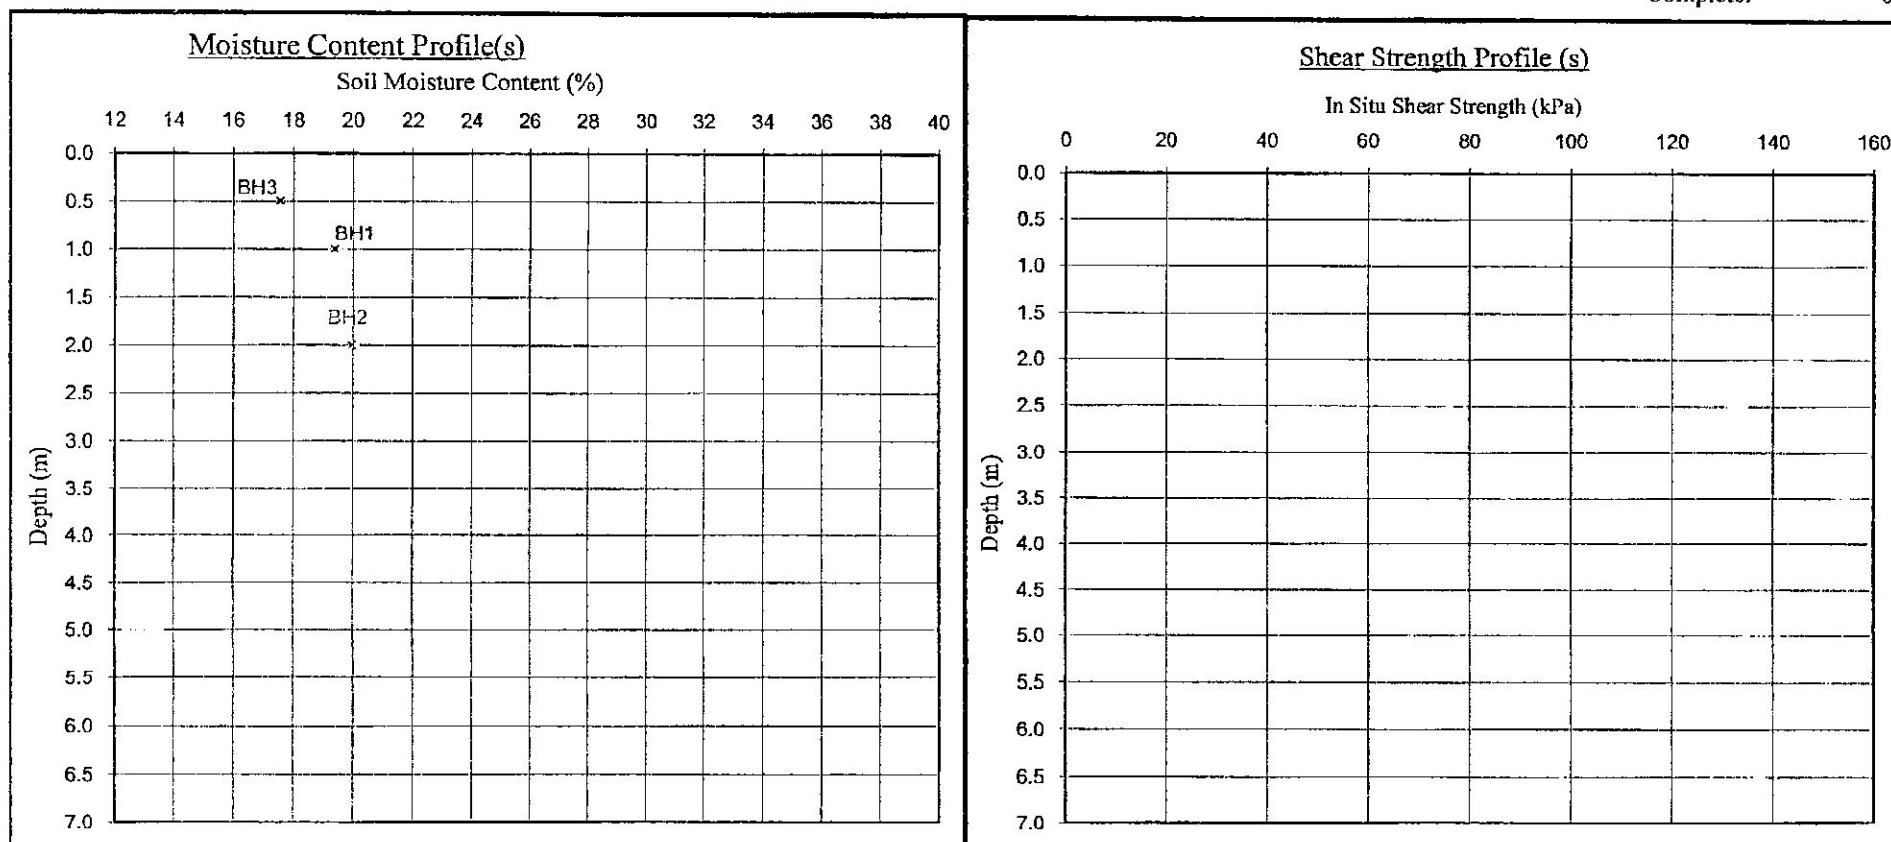 Moisture Content Profile(s)
Soil Moisture Content (%)
12 14 16 18 20 22 24 26 28 30 32 34 36 38 40
0.0
BH3
0.5
BH1
1.0
1.5
BH2
2.0
2.5
3.0
Depth (m)
3.5
4.0
4.5
5.0
5.5
6.0
6.5
7.0
Shear Strength Profile (s)
In Situ Shear Strength (kPa)
0 20 40 60 80 100 120 140 160
0.0
0.5
1.0
1.5
2.0
2.5
3.0
Depth (m)
3.5
4.0
4.5
5.0
5.5
6.0
6.5
7.0